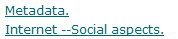 Metadata.
Internet --Social aspects.